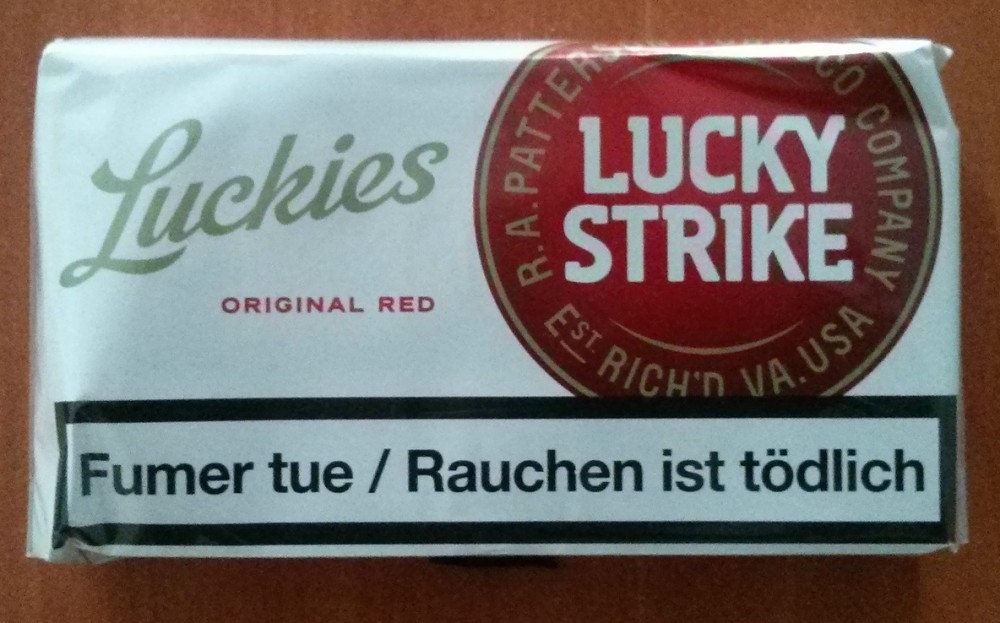 Luckies
ORIGINAL RED
R.A.PATTERSON TOBACCO COMPANY
LUCKY
STRIKE
EST. RICH'D VA.USA
Fumer tue / Rauchen ist tödlich